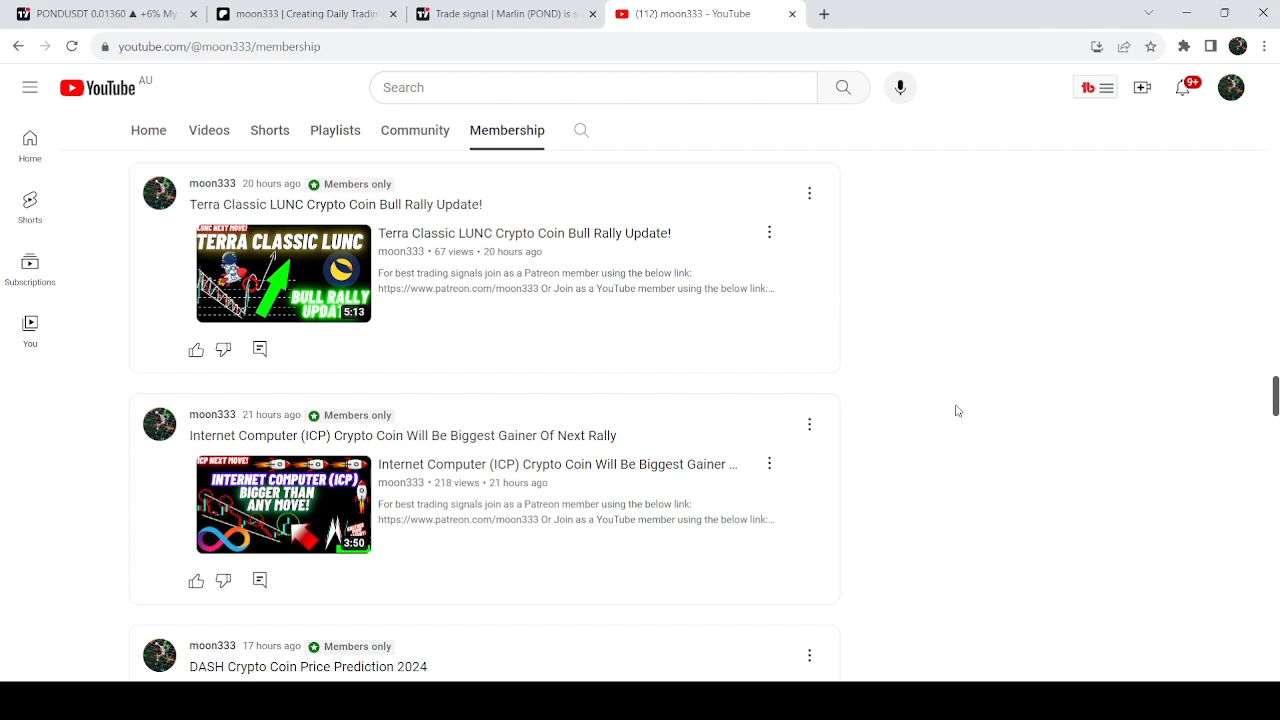 PONDUSDT 0.01360 ▲ +6% My
moon333 | Creating Daily Tradin
Trade signal | Marlin (POND) is s
(112) moon333 - YouTube
youtube.com/@moon333/membership
YouTube AU
Search
9+
Home
Videos
Shorts
Playlists
Community
Membership
Home
Shorts
Subscriptions
You
moon333 20 hours ago Members only
Terra Classic LUNC Crypto Coin Bull Rally Update!
LUNC NEXT MOVE!
TERRA CLASSIC LUNC
BULL RALLY
5:13
Terra Classic LUNC Crypto Coin Bull Rally Update!
moon333 • 67 views • 20 hours ago
For best trading signals join as a Patreon member using the below link:
https://www.patreon.com/moon333 Or Join as a YouTube member using the below link:...
moon333 21 hours ago Members only
Internet Computer (ICP) Crypto Coin Will Be Biggest Gainer Of Next Rally
ICP NEXT MOVE!
INTERNET COMPUTER (ICP)
BIGGER THAN
ANY MOVE!
3:50
Internet Computer (ICP) Crypto Coin Will Be Biggest Gainer ...
moon333 • 218 views • 21 hours ago
For best trading signals join as a Patreon member using the below link:
https://www.patreon.com/moon333 Or Join as a YouTube member using the below link:...
moon333 17 hours ago Members only
DASH Crypto Coin Price Prediction 2024